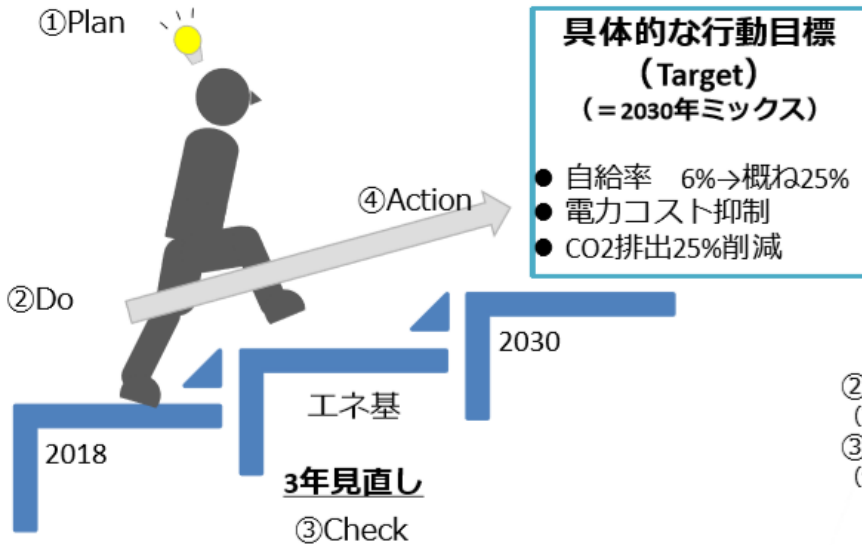 ①Plan
具体的な行動目標
（Target）
（＝2030年ミックス）
● 自給率 6%→概ね25%
● 電力コスト抑制
● CO2排出25%削減
④Action
②Do
2030
エネ基
2018
3年見直し
③Check
②
（
③
（